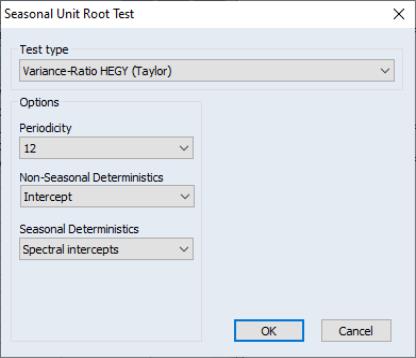 Seasonal Unit Root Test
Test type
Variance-Ratio HEGY (Taylor)
Options
Periodicity
12
Non-Seasonal Deterministics
Intercept
Seasonal Deterministics
Spectral intercepts
OK
Cancel